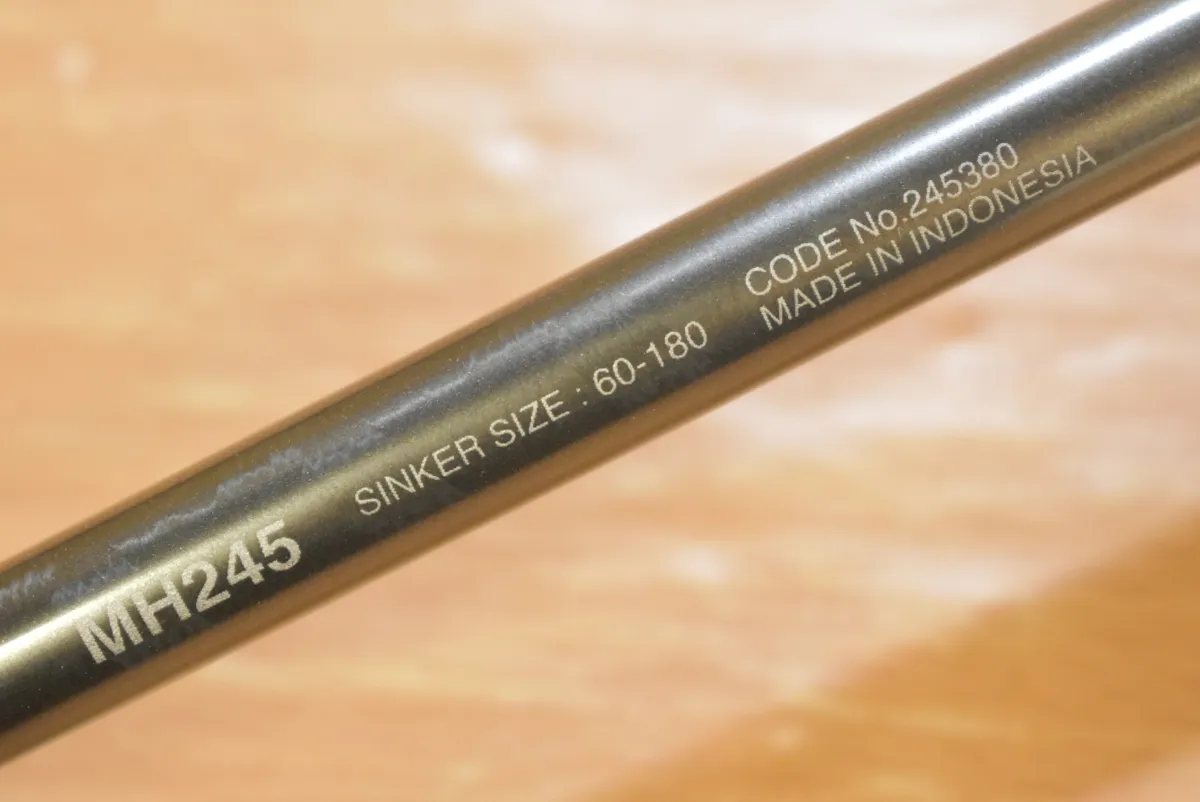 MH245
SINKER SIZE : 60-180
CODE No.245380
MADE IN INDONESIA